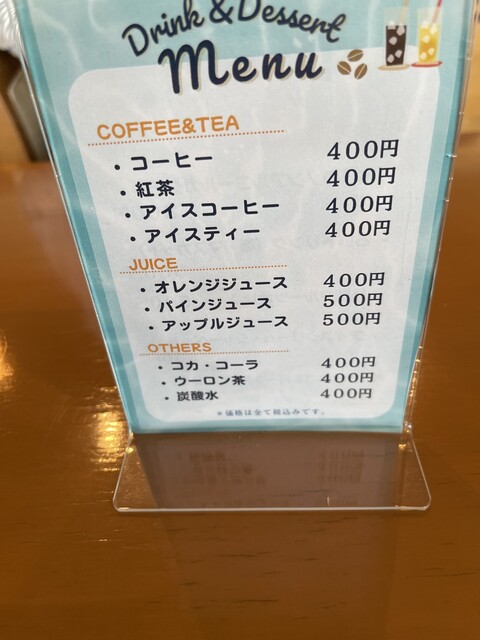 Drink & Dessert
Menu
COFFEE&TEA
・コーヒー 400円
・紅茶 400円
・アイスコーヒー 400円
・アイスティー 400円
JUICE
・オレンジジュース 400円
・パインジュース 500円
・アップルジュース 500円
OTHERS
・コカ・コーラ 400円
・ウーロン茶 400円
・炭酸水 400円
＊価格は全て税込みです。